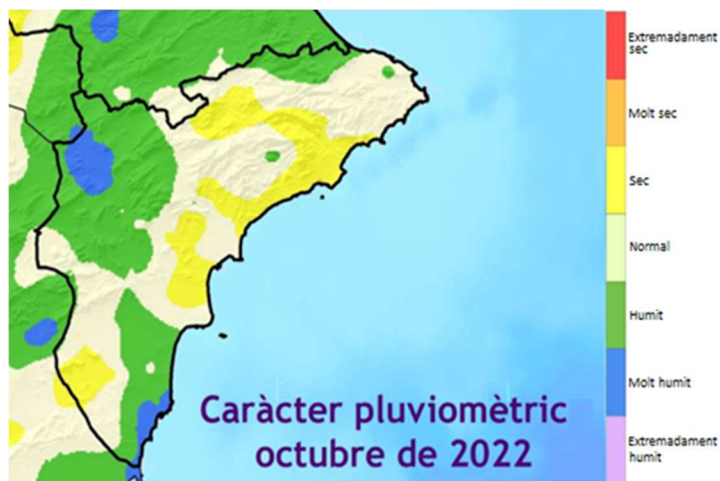 Extremadament
sec
Molt sec
Sec
Normal
Humit
Molt humit
Extremadament
humit
Caràcter pluviomètric
octubre de 2022